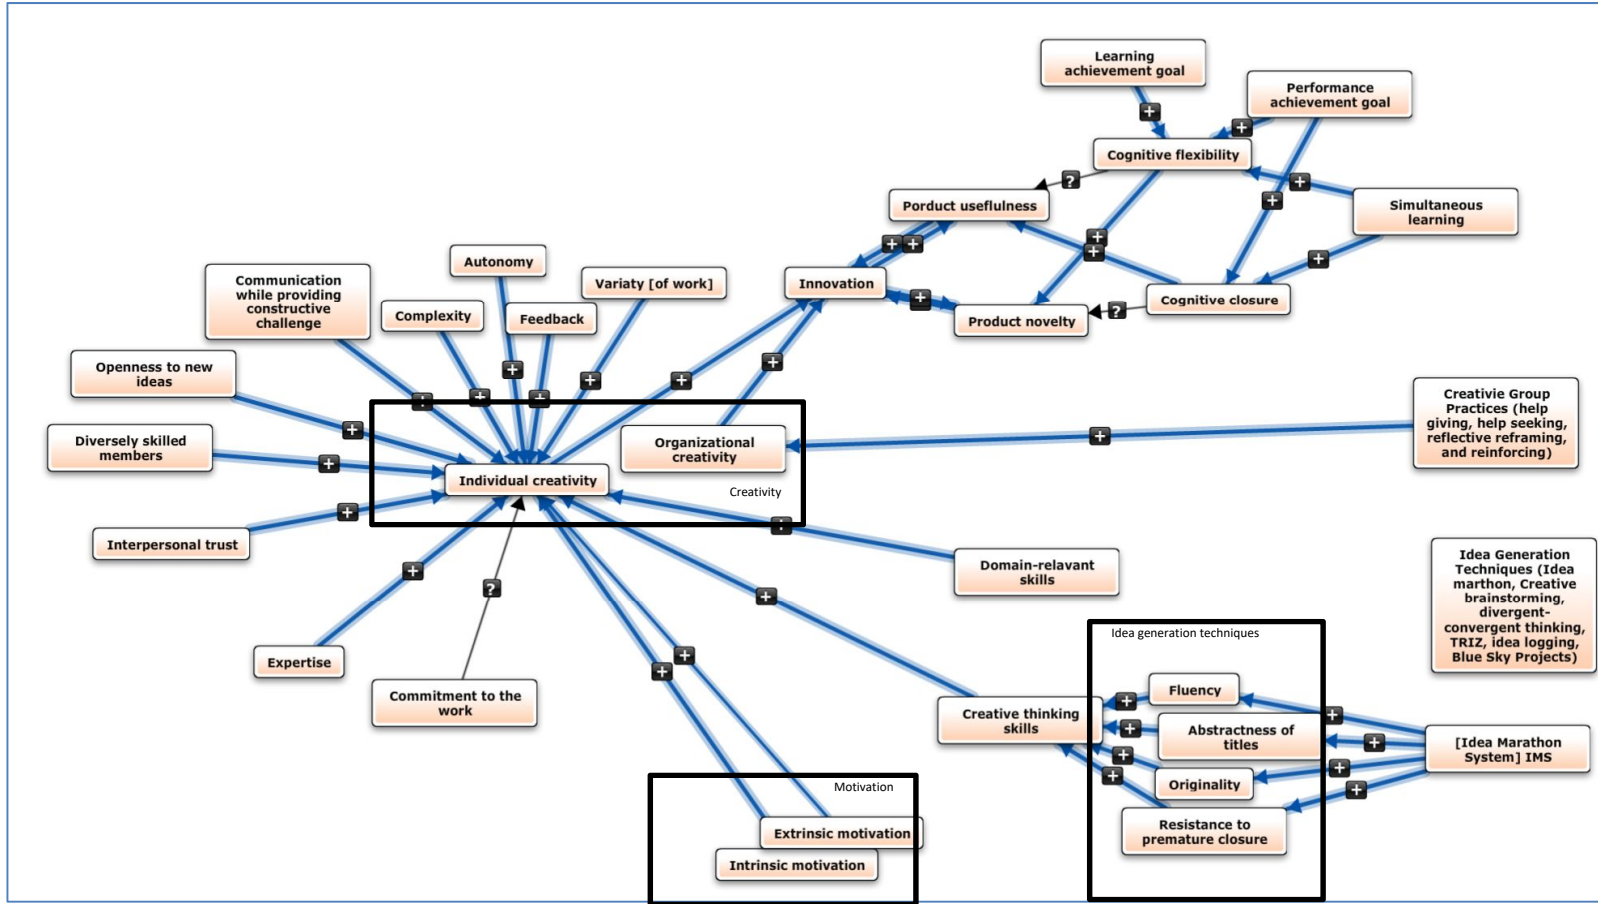 Learning
achievement goal
Performance
achievement goal
+
+
Cognitive flexibility
?
+
+
Porduct useflulness
Simultaneous
learning
+
+
+
+
+
Autonomy
Communication
while providing
constructive
challenge
Variaty [of work]
Innovation
Cognitive closure
Complexity
Feedback
+
?
Product novelty
Openness to new
ideas
+
+
+
+
+
+
Creativie Group
Practices (help
giving, help seeking,
reflective reframing,
and reinforcing)
+
Diversely skilled
members
+
Organizational
creativity
+
Individual creativity
Creativity
+
Interpersonal trust
Domain-relavant
skills
+
?
+
Idea Generation
Techniques (Idea
marthon, Creative
brainstorming,
divergent-
convergent thinking,
TRIZ, idea logging,
Blue Sky Projects)
Idea generation techniques
Expertise
+
+
Commitment to the
work
Fluency
+
+
Creative thinking
skills
+
Abstractness of
titles
+
[Idea Marathon
System] IMS
+
+
Originality
+
+
Motivation
Resistance to
premature closure
Extrinsic motivation
Intrinsic motivation